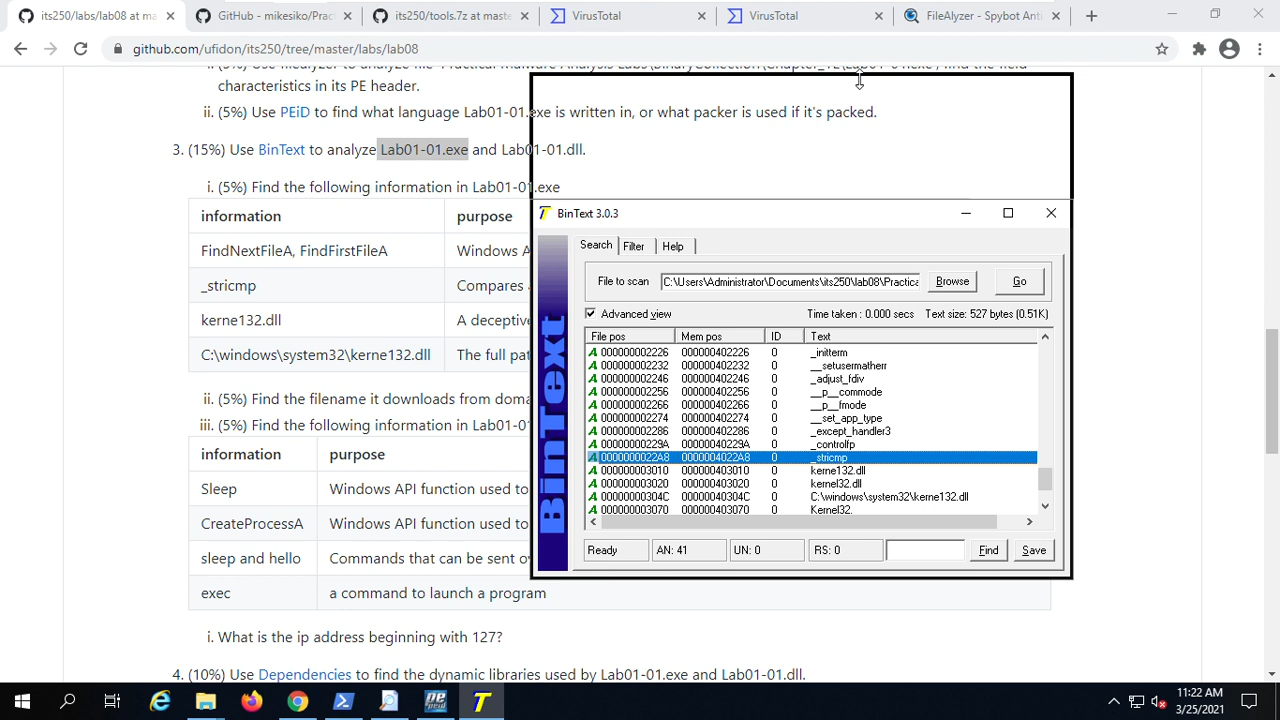 its250/labs/lab08 at ma
GitHub - mikesiko/Prac
its250/tools.7z at maste
VirusTotal
VirusTotal
FileAlyzer - Spybot Anti
github.com/ufidon/its250/tree/master/labs/lab08
characteristics in its PE header.
ii. (5%) Use PEiD to find what language Lab01-01.exe is written in, or what packer is used if it's packed.
3. (15%) Use BinText to analyze Lab01-01.exe and Lab01-01.dll.
i. (5%) Find the following information in Lab01-01.exe
information purpose
FindNextFileA, FindFirstFileA Windows A
_stricmp Compares
kerne132.dll A deceptive
C:\windows\system32\kerne132.dll The full pat
ii. (5%) Find the filename it downloads from doma
iii. (5%) Find the following information in Lab01-0
information purpose
Sleep Windows API function used to
CreateProcessA Windows API function used to
sleep and hello Commands that can be sent ov
exec a command to launch a program
i. What is the ip address beginning with 127?
4. (10%) Use Dependencies to find the dynamic libraries used by Lab01-01.exe and Lab01-01.dll.
BinText 3.0.3
BinText
Search Filter Help
File to scan C:\Users\Administrator\Documents\its250\lab08\Practica Browse Go
Advanced view Time taken : 0.000 secs Text size: 527 bytes (0.51K)
File pos Mem pos ID Text
A 000000002226 000000402226 0 _initterm
A 000000002232 000000402232 0 __setusermatherr
A 000000002246 000000402246 0 _adjust_fdiv
A 000000002256 000000402256 0 __p__commode
A 000000002266 000000402266 0 __p__fmode
A 000000002274 000000402274 0 __set_app_type
A 000000002286 000000402286 0 _except_handler3
A 00000000229A 00000040229A 0 _controlfp
A 0000000022A8 0000004022A8 0 _stricmp
A 000000003010 000000403010 0 kerne132.dll
A 000000003020 000000403020 0 kernel32.dll
A 00000000304C 00000040304C 0 C:\windows\system32\kerne132.dll
A 000000003070 000000403070 0 Kernel32.
Ready AN: 41 UN: 0 RS: 0 Find Save
11:22 AM
3/25/2021